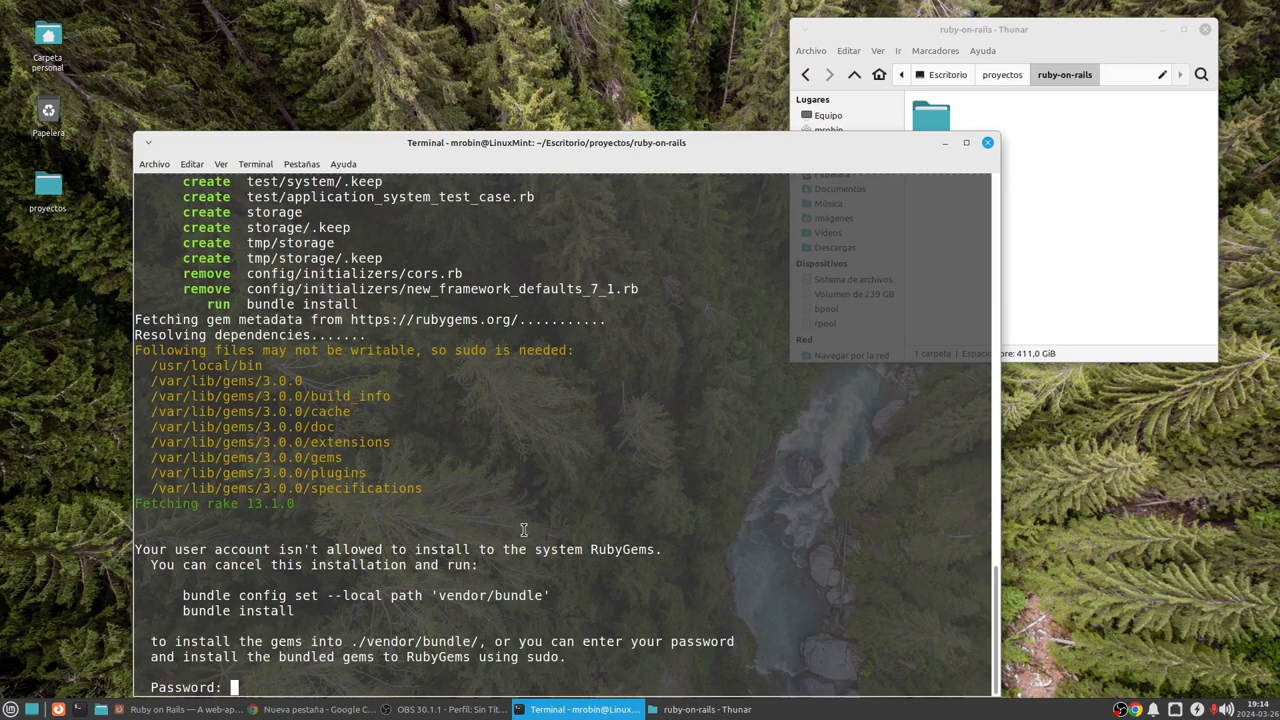 Carpeta
personal
Papelera
proyectos
ruby-on-rails - Thunar
Archivo Editar Ver Ir Marcadores Ayuda
Escritorio proyectos ruby-on-rails
Lugares
Equipo
mrobin
Terminal - mrobin@LinuxMint: ~/Escritorio/proyectos/ruby-on-rails
Archivo Editar Ver Terminal Pestañas Ayuda
Papelera
Documentos
Música
Imágenes
Vídeos
Descargas
Dispositivos
Sistema de archivos
Volumen de 239 GB
bpool
rpool
Red
Navegar por la red
1 carpeta | Espacio libre: 411,0 GiB
create test/system/.keep
create test/application_system_test_case.rb
create storage
create storage/.keep
create tmp/storage
create tmp/storage/.keep
remove config/initializers/cors.rb
remove config/initializers/new_framework_defaults_7_1.rb
run bundle install
Fetching gem metadata from https://rubygems.org/...........
Resolving dependencies.......
Following files may not be writable, so sudo is needed:
/usr/local/bin
/var/lib/gems/3.0.0
/var/lib/gems/3.0.0/build_info
/var/lib/gems/3.0.0/cache
/var/lib/gems/3.0.0/doc
/var/lib/gems/3.0.0/extensions
/var/lib/gems/3.0.0/gems
/var/lib/gems/3.0.0/plugins
/var/lib/gems/3.0.0/specifications
Fetching rake 13.1.0
Your user account isn't allowed to install to the system RubyGems.
You can cancel this installation and run:
bundle config set --local path 'vendor/bundle'
bundle install
to install the gems into ./vendor/bundle/, or you can enter your password
and install the bundled gems to RubyGems using sudo.
Password:
Ruby on Rails — A web-ap...
Nueva pestaña - Google C...
OBS 30.1.1 - Perfil: Sin Tít...
Terminal - mrobin@Linux...
ruby-on-rails - Thunar
19:14
2024-03-26